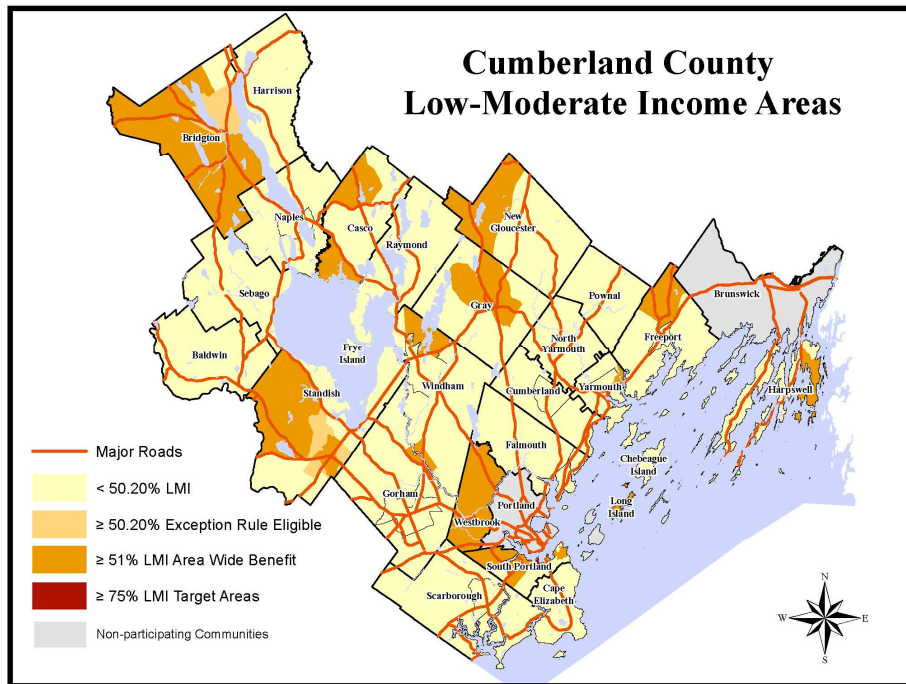 Cumberland County
Low-Moderate Income Areas
Harrison
Bridgton
Naples
Casco
Raymond
New
Gloucester
Sebago
Gray
Pownal
Brunswick
Baldwin
Frye
Island
North
Yarmouth
Freeport
Standish
Windham
Cumberland
Yarmouth
Harpswell
Falmouth
Chebeague
Island
Gorham
Portland
Long
Island
Westbrook
South Portland
Scarborough
Cape
Elizabeth
Major Roads
< 50.20% LMI
≥ 50.20% Exception Rule Eligible
≥ 51% LMI Area Wide Benefit
≥ 75% LMI Target Areas
Non-participating Communities
N
W
E
S